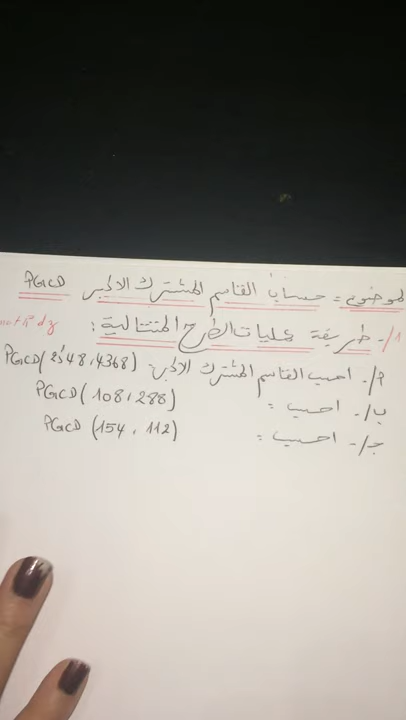 الموضوع = حساب القاسم المشترك الأكبر PGCD
1/- طريقة عمليات الطرح المتتالية :
أ/- احسب القاسم المشترك الأكبر: PGCD(2548، 4368)
ب/- احسب : PGCD(108، 288)
ج/- احسب : PGCD(154، 112)